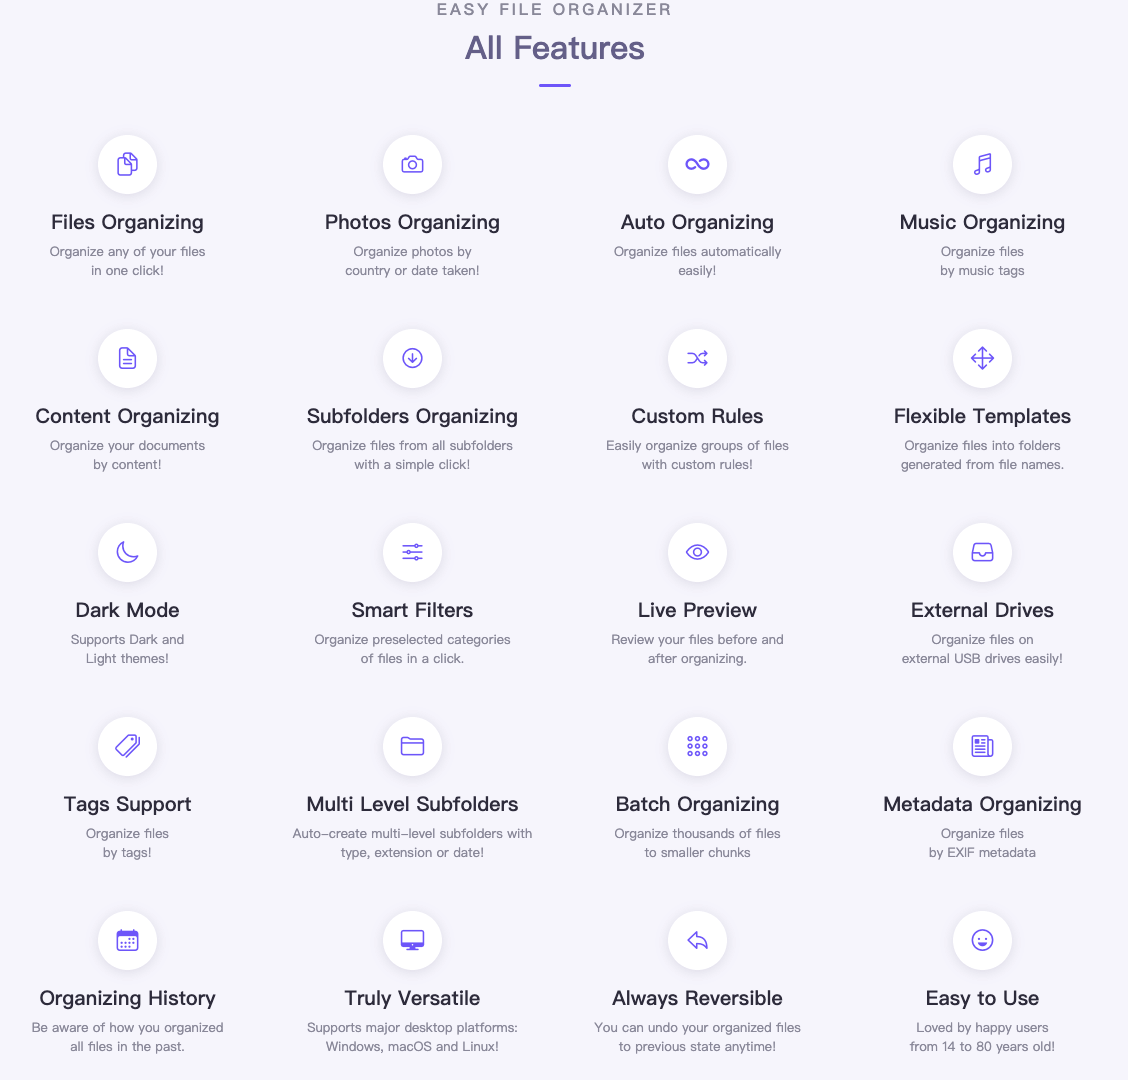 EASY FILE ORGANIZER
All Features
Files Organizing
Organize any of your files
in one click!
Photos Organizing
Organize photos by
country or date taken!
Auto Organizing
Organize files automatically
easily!
Music Organizing
Organize files
by music tags
Content Organizing
Organize your documents
by content!
Subfolders Organizing
Organize files from all subfolders
with a simple click!
Custom Rules
Easily organize groups of files
with custom rules!
Flexible Templates
Organize files into folders
generated from file names.
Dark Mode
Supports Dark and
Light themes!
Smart Filters
Organize preselected categories
of files in a click.
Live Preview
Review your files before and
after organizing.
External Drives
Organize files on
external USB drives easily!
Tags Support
Organize files
by tags!
Multi Level Subfolders
Auto-create multi-level subfolders with
type, extension or date!
Batch Organizing
Organize thousands of files
to smaller chunks
Metadata Organizing
Organize files
by EXIF metadata
Organizing History
Be aware of how you organized
all files in the past.
Truly Versatile
Supports major desktop platforms:
Windows, macOS and Linux!
Always Reversible
You can undo your organized files
to previous state anytime!
Easy to Use
Loved by happy users
from 14 to 80 years old!